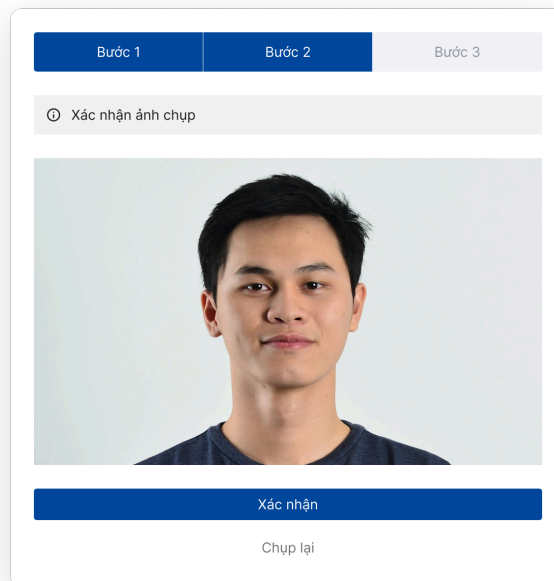 Bước 1
Bước 2
Bước 3
Xác nhận ảnh chụp
Xác nhận
Chụp lại